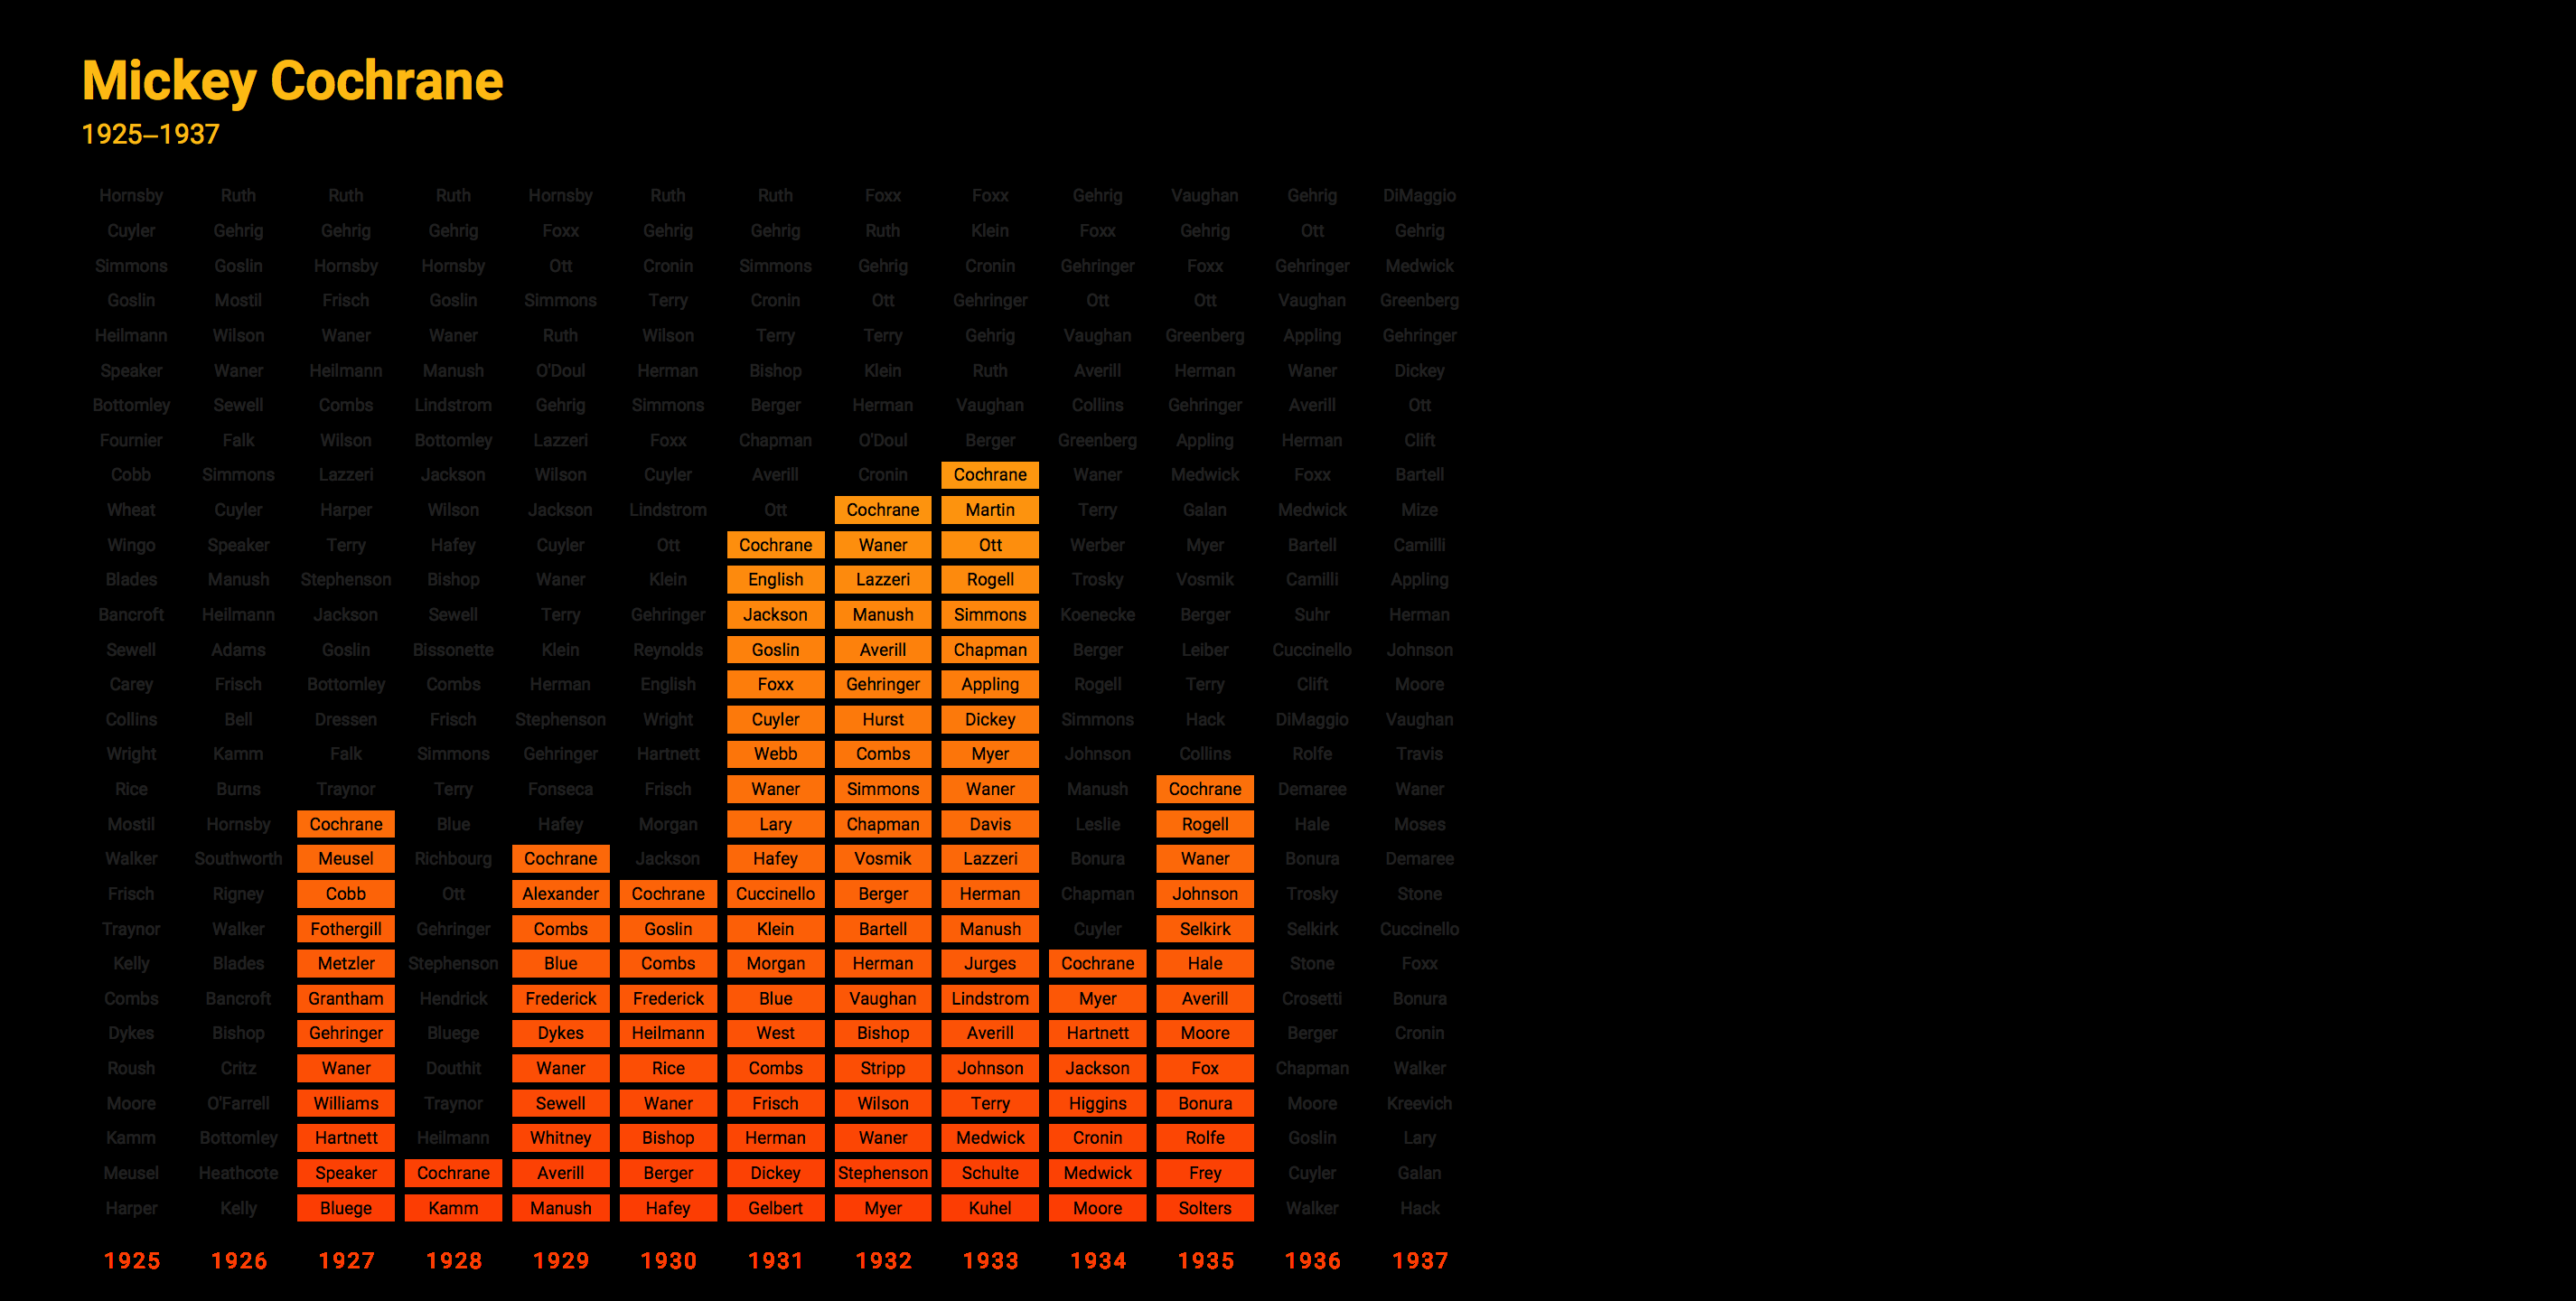 Mickey Cochrane
1925–1937
Hornsby Ruth Ruth Ruth Hornsby Ruth Ruth Foxx Foxx Gehrig Vaughan Gehrig DiMaggio
Cuyler Gehrig Gehrig Gehrig Foxx Gehrig Gehrig Ruth Klein Foxx Gehrig Ott Gehrig
Simmons Goslin Hornsby Hornsby Ott Cronin Simmons Gehrig Cronin Gehringer Foxx Gehringer Medwick
Goslin Mostil Frisch Goslin Simmons Terry Cronin Ott Gehringer Ott Ott Vaughan Greenberg
Heilmann Wilson Waner Waner Ruth Wilson Terry Terry Gehrig Vaughan Greenberg Appling Gehringer
Speaker Waner Heilmann Manush O'Doul Herman Bishop Klein Ruth Averill Herman Waner Dickey
Bottomley Sewell Combs Lindstrom Gehrig Simmons Berger Herman Vaughan Collins Gehringer Averill Ott
Fournier Falk Wilson Bottomley Lazzeri Foxx Chapman O'Doul Berger Greenberg Appling Herman Clift
Cobb Simmons Lazzeri Jackson Wilson Cuyler Averill Cronin Cochrane Waner Medwick Foxx Bartell
Wheat Cuyler Harper Wilson Jackson Lindstrom Ott Cochrane Martin Terry Galan Medwick Mize
Wingo Speaker Terry Hafey Cuyler Ott Cochrane Waner Ott Werber Myer Bartell Camilli
Blades Manush Stephenson Bishop Waner Klein English Lazzeri Rogell Trosky Vosmik Camilli Appling
Bancroft Heilmann Jackson Sewell Terry Gehringer Jackson Manush Simmons Koenecke Berger Suhr Herman
Sewell Adams Goslin Bissonette Klein Reynolds Goslin Averill Chapman Berger Leiber Cuccinello Johnson
Carey Frisch Bottomley Combs Herman English Foxx Gehringer Appling Rogell Terry Clift Moore
Collins Bell Dressen Frisch Stephenson Wright Cuyler Hurst Dickey Simmons Hack DiMaggio Vaughan
Wright Kamm Falk Simmons Gehringer Hartnett Webb Combs Myer Johnson Collins Rolfe Travis
Rice Burns Traynor Terry Fonseca Frisch Waner Simmons Waner Manush Cochrane Demaree Waner
Mostil Hornsby Cochrane Blue Hafey Morgan Lary Chapman Davis Leslie Rogell Hale Moses
Walker Southworth Meusel Richbourg Cochrane Jackson Hafey Vosmik Lazzeri Bonura Waner Bonura Demaree
Frisch Rigney Cobb Ott Alexander Cochrane Cuccinello Berger Herman Chapman Johnson Trosky Stone
Traynor Walker Fothergill Gehringer Combs Goslin Klein Bartell Manush Cuyler Selkirk Selkirk Cuccinello
Kelly Blades Metzler Stephenson Blue Combs Morgan Herman Jurges Cochrane Hale Stone Foxx
Combs Bancroft Grantham Hendrick Frederick Frederick Blue Vaughan Lindstrom Myer Averill Crosetti Bonura
Dykes Bishop Gehringer Bluege Dykes Heilmann West Bishop Averill Hartnett Moore Berger Cronin
Roush Critz Waner Douthit Waner Rice Combs Stripp Johnson Jackson Fox Chapman Walker
Moore O'Farrell Williams Traynor Sewell Waner Frisch Wilson Terry Higgins Bonura Moore Kreevich
Kamm Bottomley Hartnett Heilmann Whitney Bishop Herman Waner Medwick Cronin Rolfe Goslin Lary
Meusel Heathcote Speaker Cochrane Averill Berger Dickey Stephenson Schulte Medwick Frey Cuyler Galan
Harper Kelly Bluege Kamm Manush Hafey Gelbert Myer Kuhel Moore Solters Walker Hack
1925 1926 1927 1928 1929 1930 1931 1932 1933 1934 1935 1936 1937